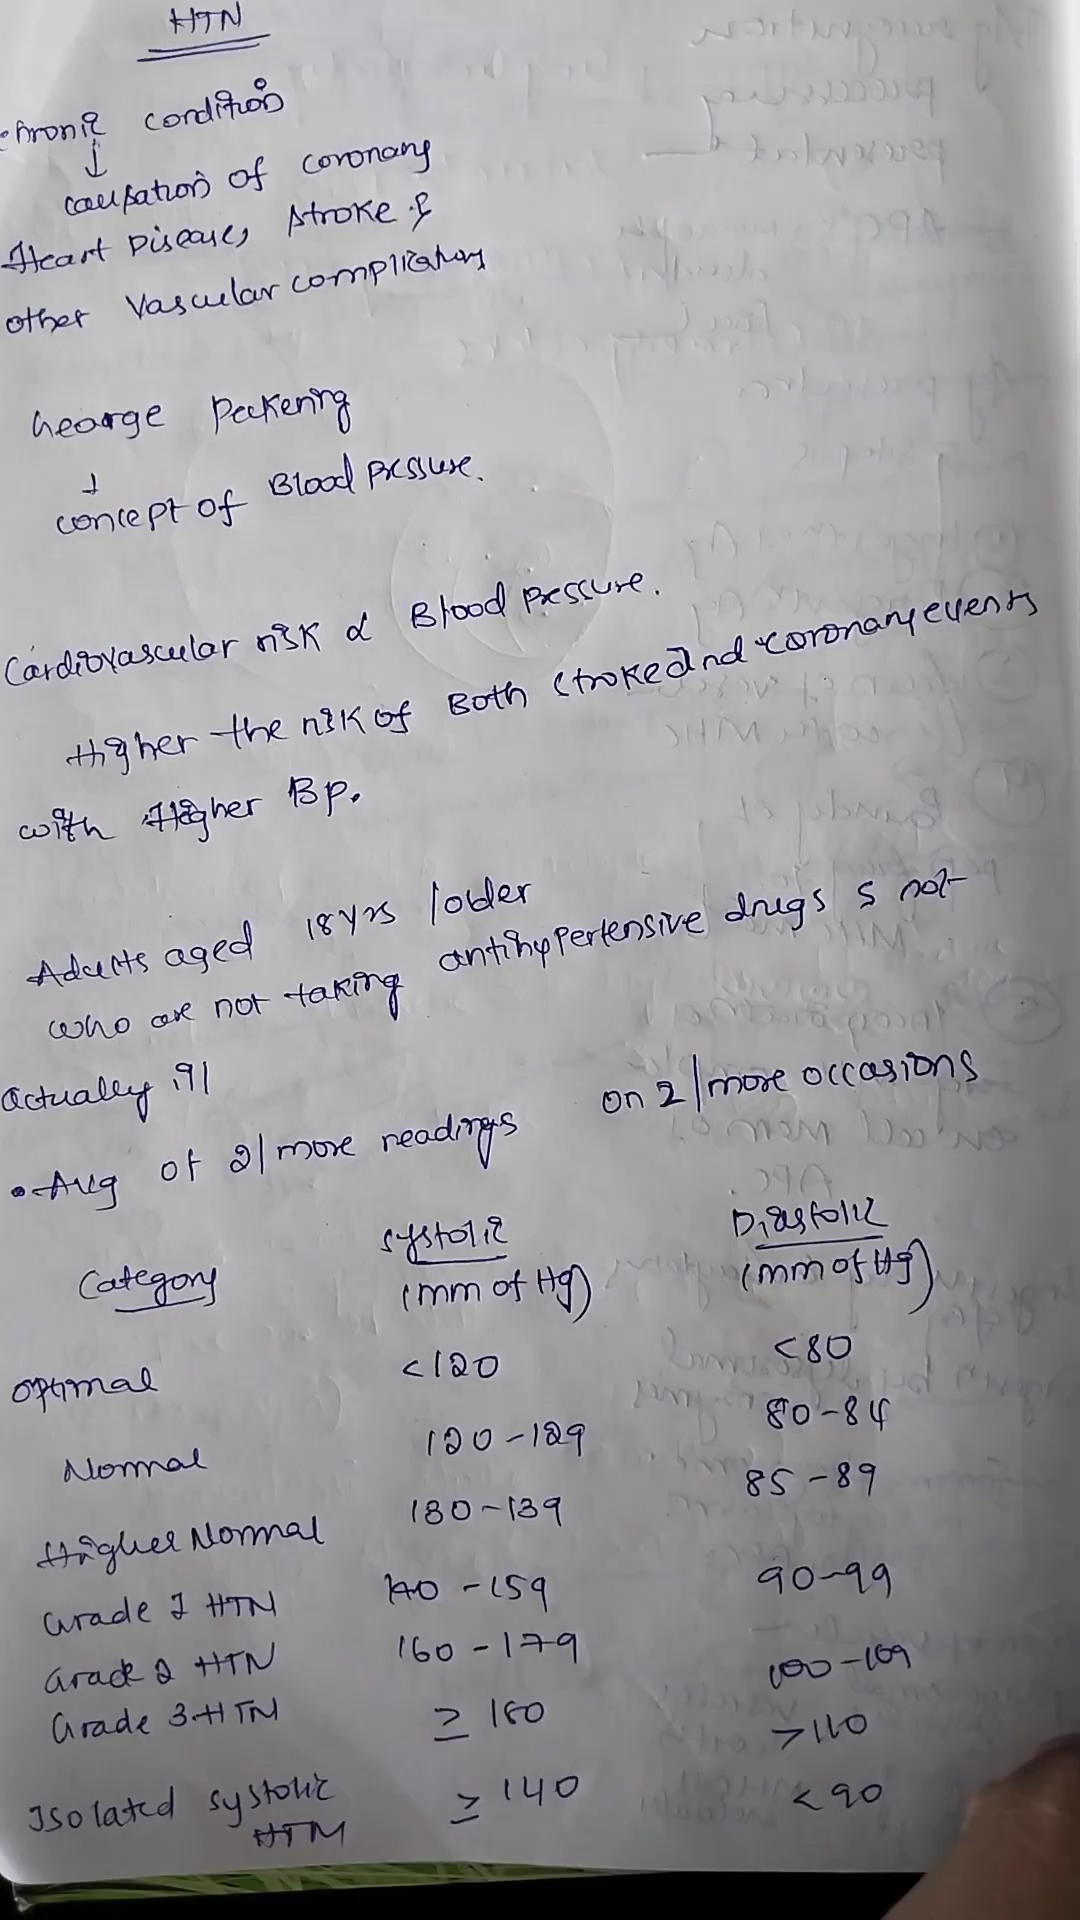 HTN
chronic condition
↓
causation of coronary
Heart Disease, stroke &
other vascular complications
George Peckering
↓
concept of Blood Pressure.
Cardiovascular risk α Blood Pressure.
Higher the risk of Both stroke and coronary events
with Higher Bp.
Adults aged 18 yrs / older
who are not taking antihypertensive drugs & not
actually ill
• Avg of 2/more readings on 2/more occasions
Category Systolic (mm of Hg) Diastolic (mm of Hg)
Optimal <120 <80
Normal 120-129 80-84
Higher Normal 130-139 85-89
Grade 1 HTN 140-159 90-99
Grade 2 HTN 160-179 100-109
Grade 3 HTN ≥ 180 >110
Isolated systolic HTN ≥ 140 <90